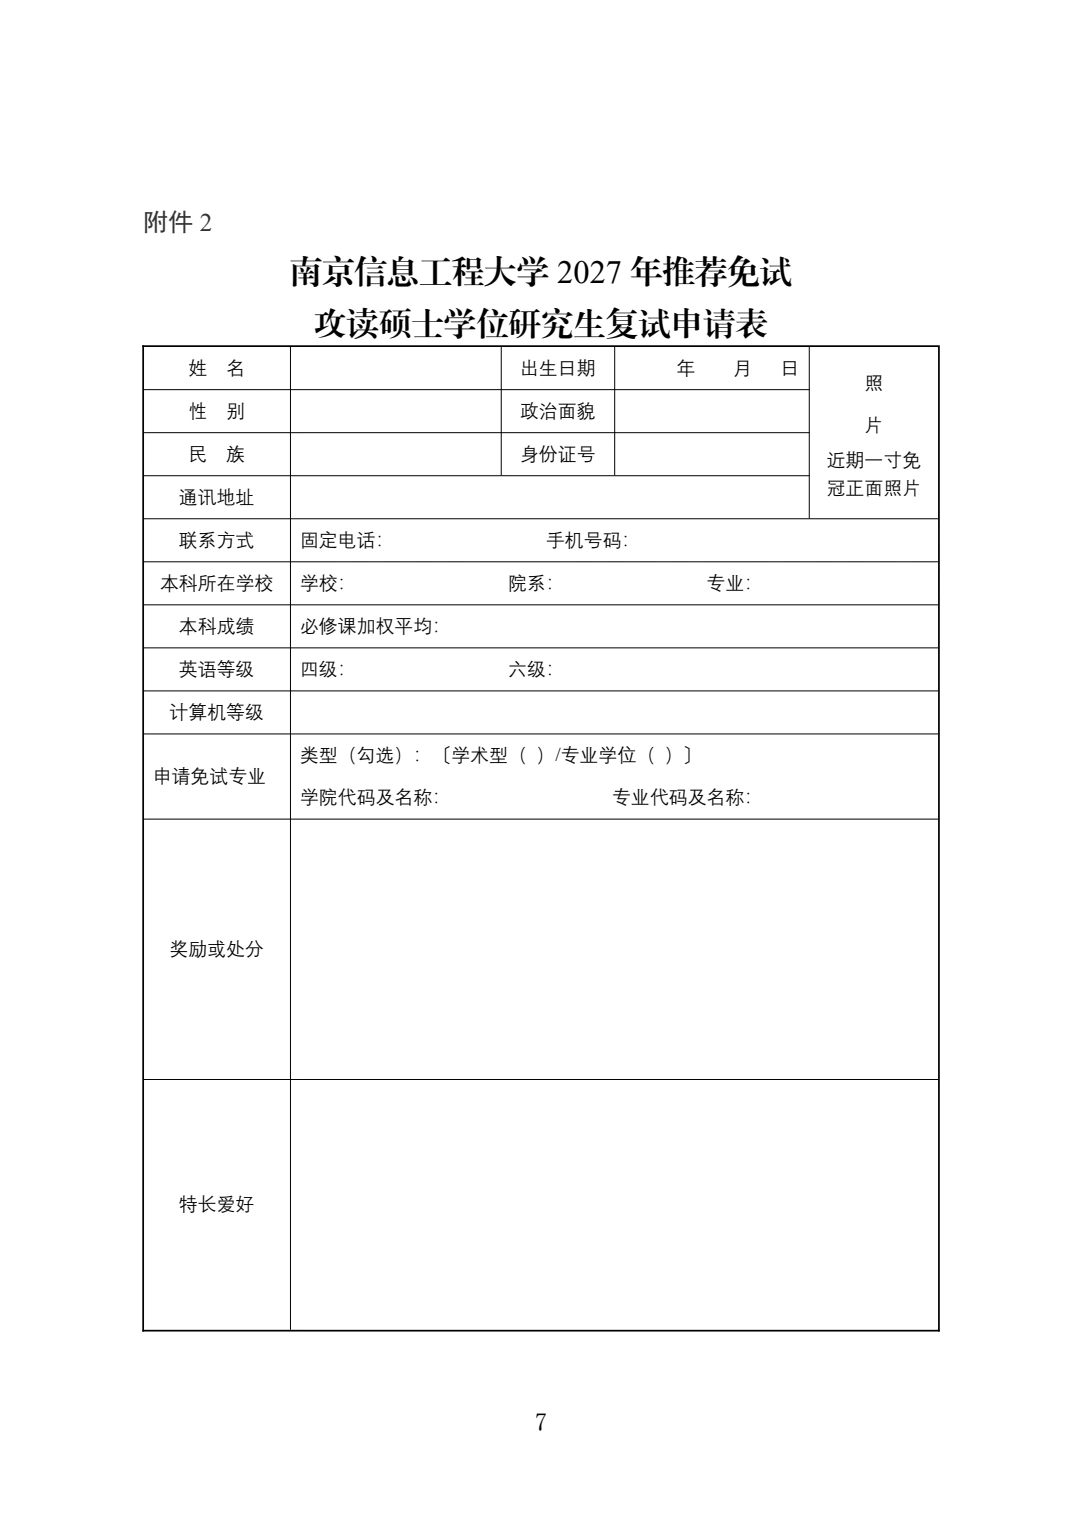 附件 2
南京信息工程大学 2027 年推荐免试
攻读硕士学位研究生复试申请表
姓 名 出生日期 年 月 日
照
片
近期一寸免
冠正面照片
性 别 政治面貌
民 族 身份证号
通讯地址
联系方式 固定电话： 手机号码：
本科所在学校 学校： 院系： 专业：
本科成绩 必修课加权平均：
英语等级 四级： 六级：
计算机等级
申请免试专业
类型（勾选）：〔学术型（ ）/专业学位（ ）〕
学院代码及名称： 专业代码及名称：
奖励或处分
特长爱好
7